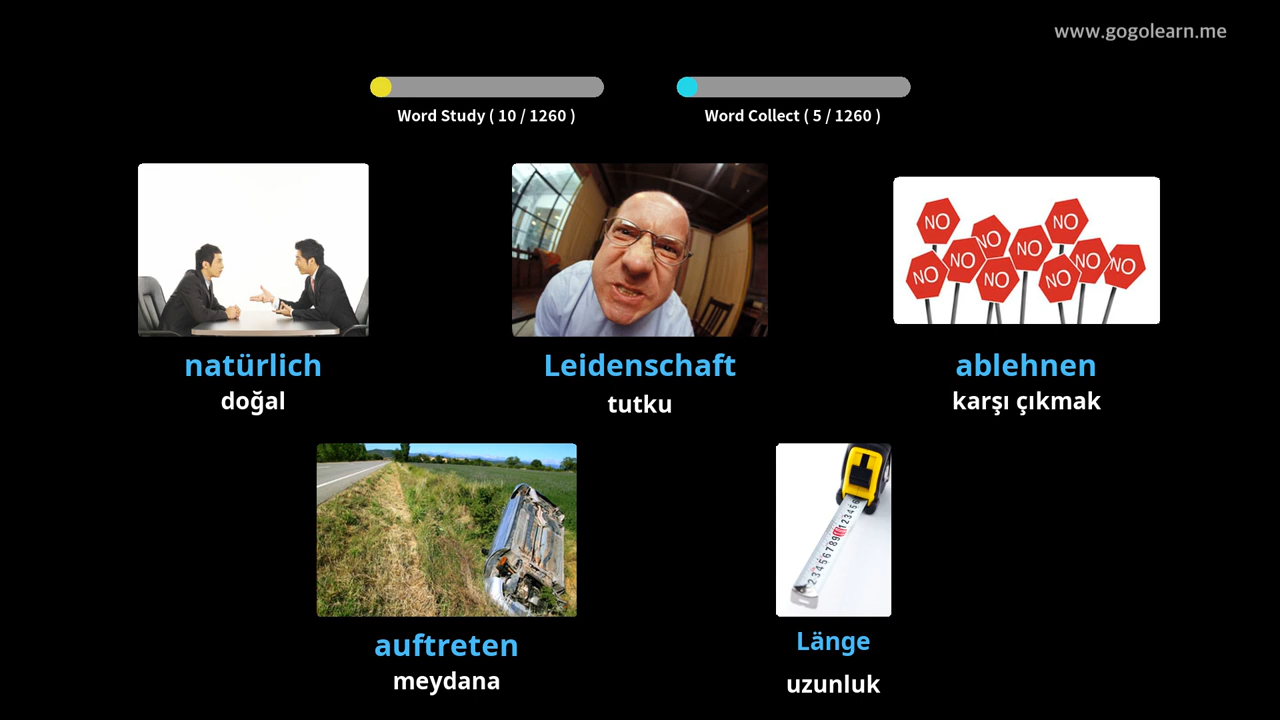 www.gogolearn.me
Word Study ( 10 / 1260 )
Word Collect ( 5 / 1260 )
NO
NO
NO
NO
NO
NO
NO
NO
NO
NO
natürlich
doğal
Leidenschaft
tutku
ablehnen
karşı çıkmak
auftreten
meydana
Länge
uzunluk